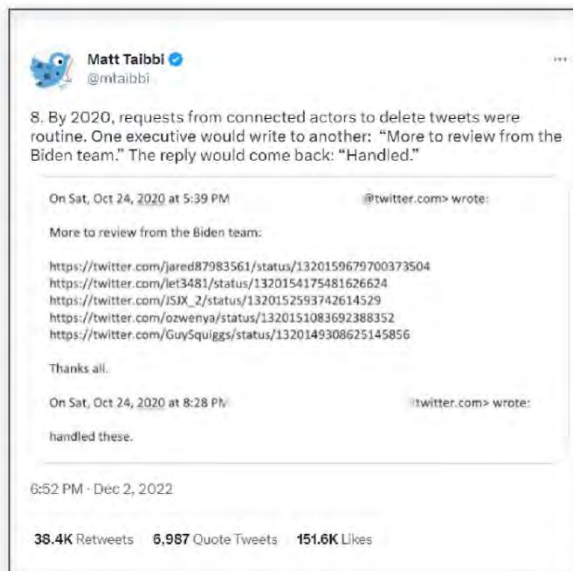 Matt Taibbi
@mtaibbi
8. By 2020, requests from connected actors to delete tweets were
routine. One executive would write to another: “More to review from the
Biden team.” The reply would come back: “Handled.”
On Sat, Oct 24, 2020 at 5:39 PM @twitter.com> wrote:
More to review from the Biden team:
https://twitter.com/jared87983561/status/1320159679700373504
https://twitter.com/let3481/status/1320154175481626624
https://twitter.com/JSJX_2/status/1320152593742614529
https://twitter.com/ozwenya/status/1320151083692388352
https://twitter.com/GuySquiggs/status/1320149308625145856
Thanks all.
On Sat, Oct 24, 2020 at 8:28 PM twitter.com> wrote:
handled these.
6:52 PM · Dec 2, 2022
38.4K Retweets 6,987 Quote Tweets 151.6K Likes